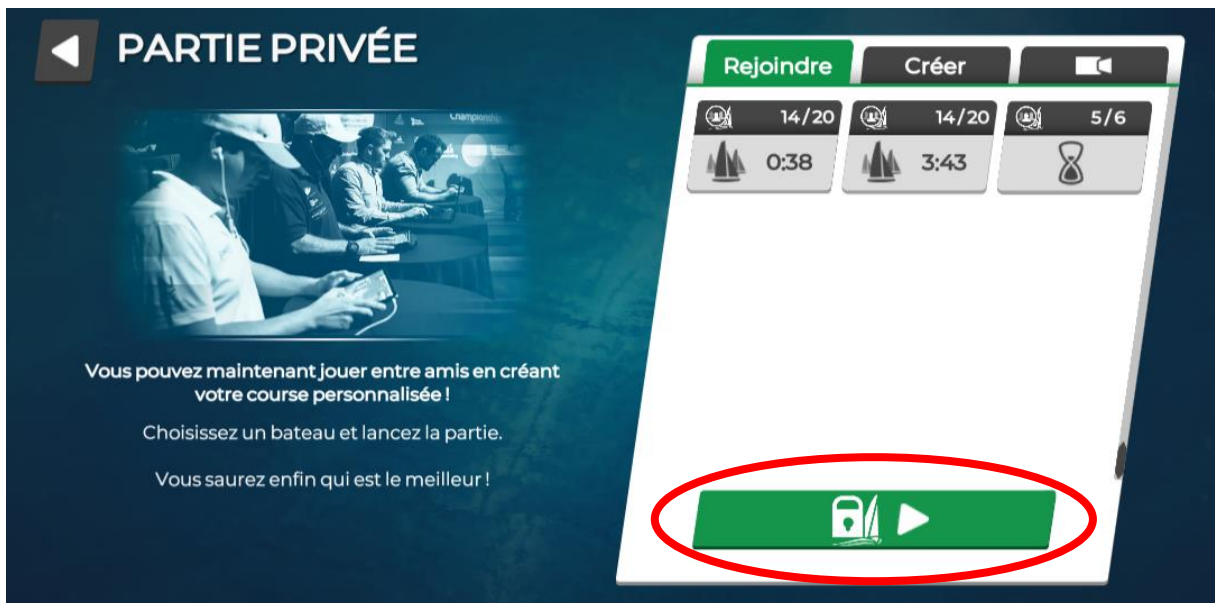 PARTIE PRIVÉE
Rejoindre
Créer
14/20
14/20
5/6
0:38
3:43
Championship
Vous pouvez maintenant jouer entre amis en créant
votre course personnalisée !
Choisissez un bateau et lancez la partie.
Vous saurez enfin qui est le meilleur !